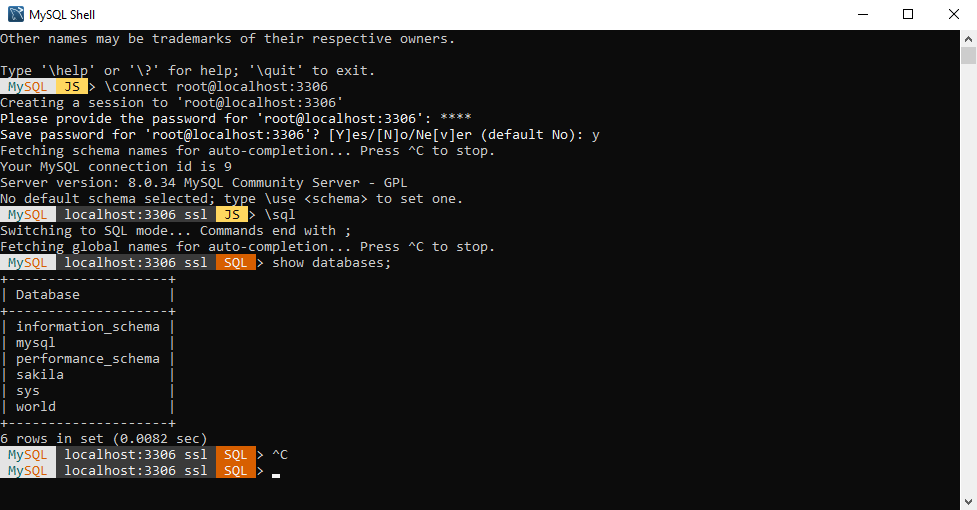 MySQL Shell
Other names may be trademarks of their respective owners.
Type '\help' or '\?' for help; '\quit' to exit.
MySQL JS > \connect root@localhost:3306
Creating a session to 'root@localhost:3306'
Please provide the password for 'root@localhost:3306': ****
Save password for 'root@localhost:3306'? [Y]es/[N]o/Ne[v]er (default No): y
Fetching schema names for auto-completion... Press ^C to stop.
Your MySQL connection id is 9
Server version: 8.0.34 MySQL Community Server - GPL
No default schema selected; type \use <schema> to set one.
MySQL localhost:3306 ssl JS > \sql
Switching to SQL mode... Commands end with ;
Fetching global names for auto-completion... Press ^C to stop.
MySQL localhost:3306 ssl SQL > show databases;
+--------------------+
| Database           |
+--------------------+
| information_schema |
| mysql              |
| performance_schema |
| sakila             |
| sys                |
| world              |
+--------------------+
6 rows in set (0.0082 sec)
MySQL localhost:3306 ssl SQL > ^C
MySQL localhost:3306 ssl SQL > _